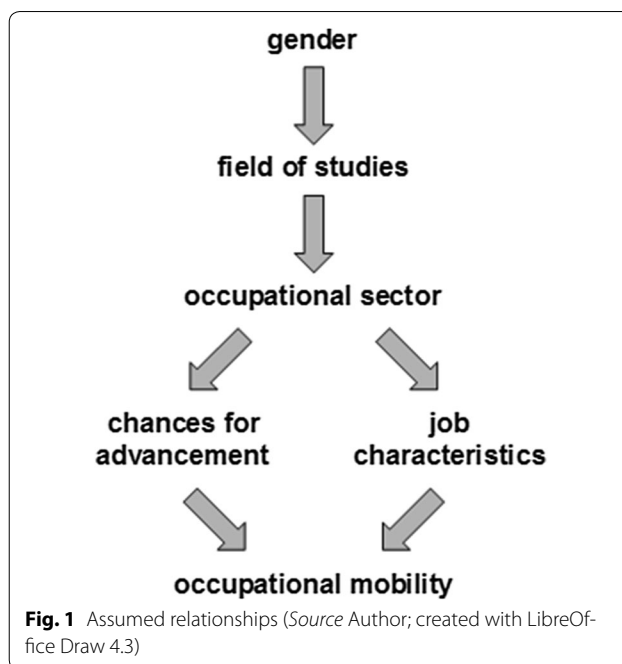 gender
field of studies
occupational sector
chances for
advancement
job
characteristics
occupational mobility
Fig. 1 Assumed relationships (Source Author; created with LibreOf-
fice Draw 4.3)